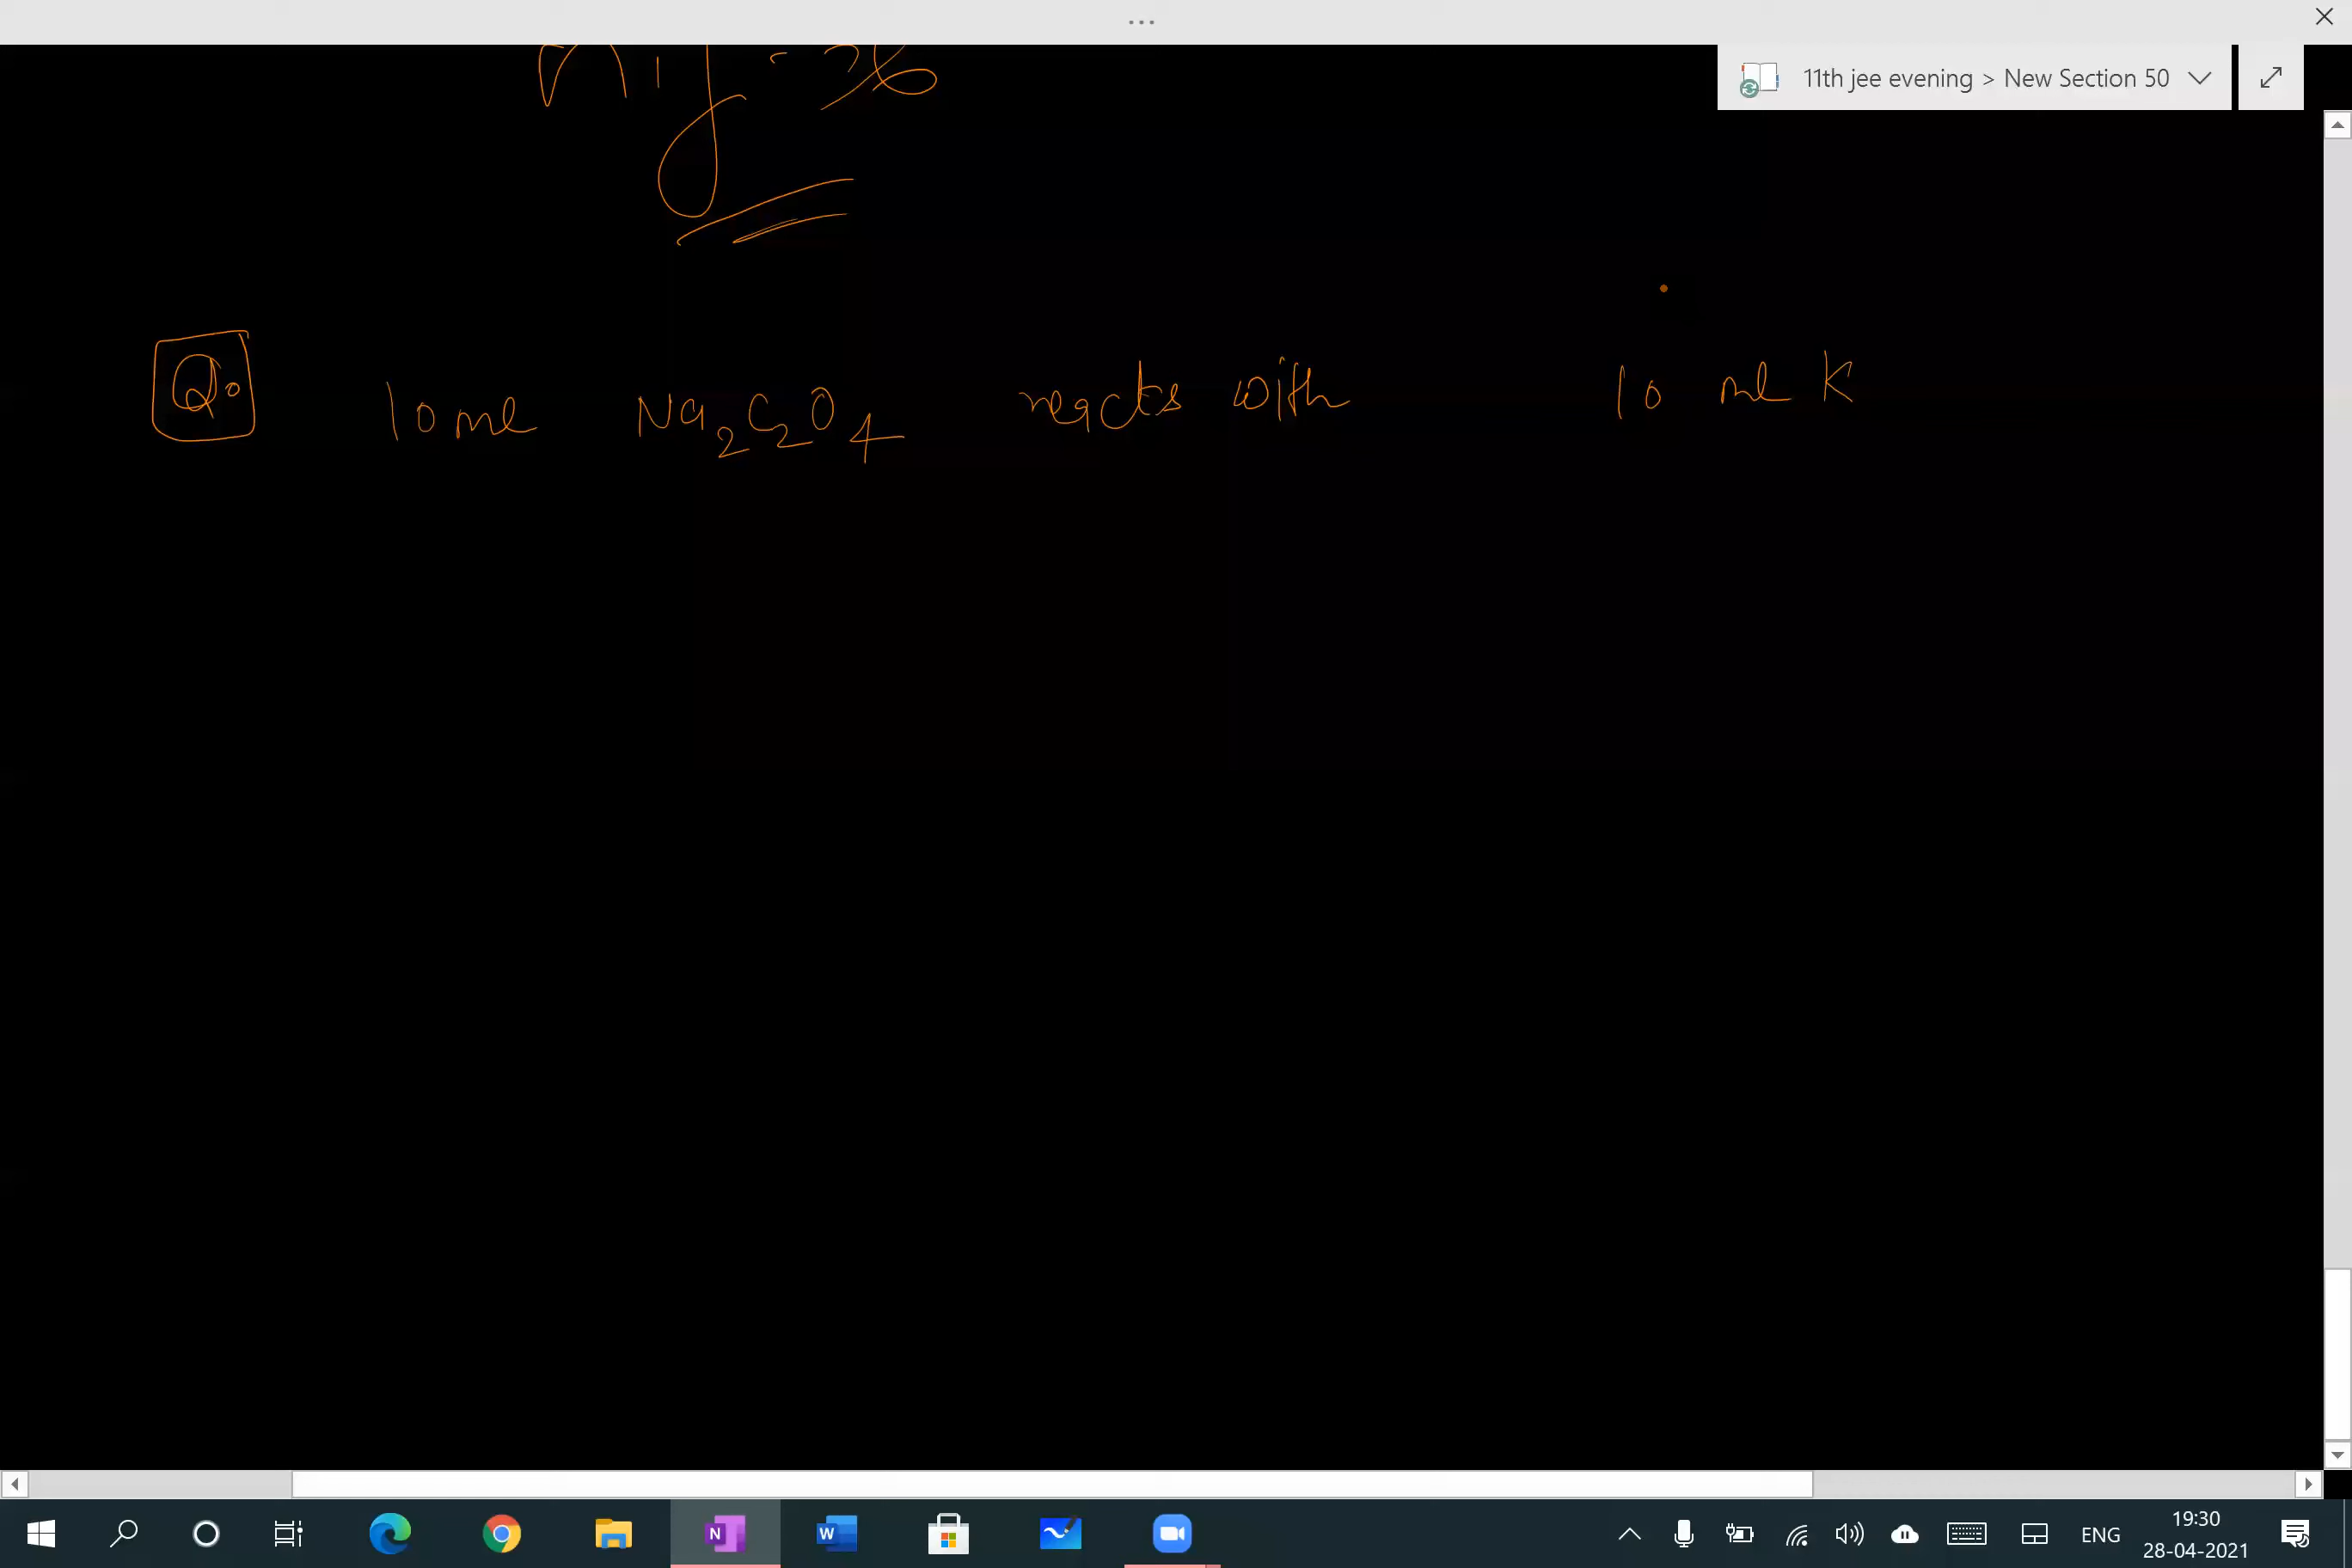 ...
11th jee evening > New Section 50
Q. 10 ml Na2C2O4 reacts with 10 ml K
ENG
19:30
28-04-2021